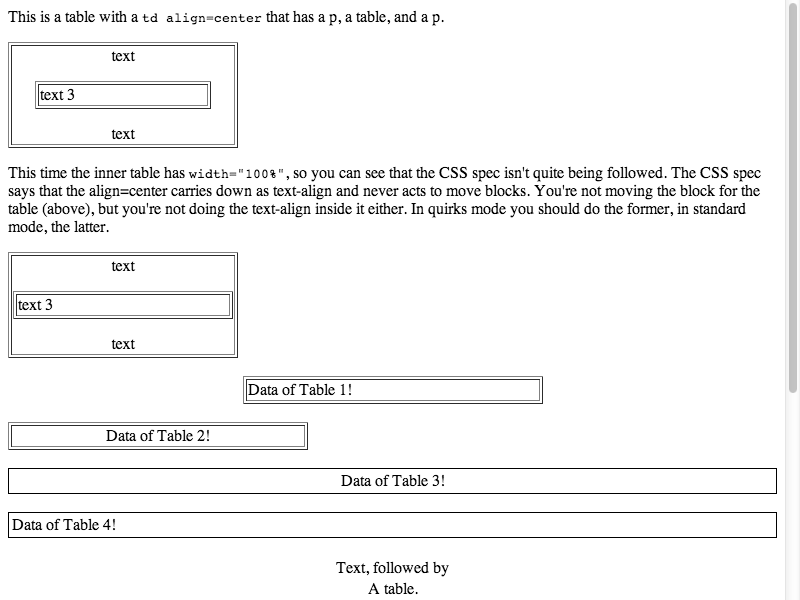 This is a table with a td align=center that has a p, a table, and a p.
text
text 3
text
This time the inner table has width="100%", so you can see that the CSS spec isn't quite being followed. The CSS spec
says that the align=center carries down as text-align and never acts to move blocks. You're not moving the block for the
table (above), but you're not doing the text-align inside it either. In quirks mode you should do the former, in standard
mode, the latter.
text
text 3
text
Data of Table 1!
Data of Table 2!
Data of Table 3!
Data of Table 4!
Text, followed by
A table.